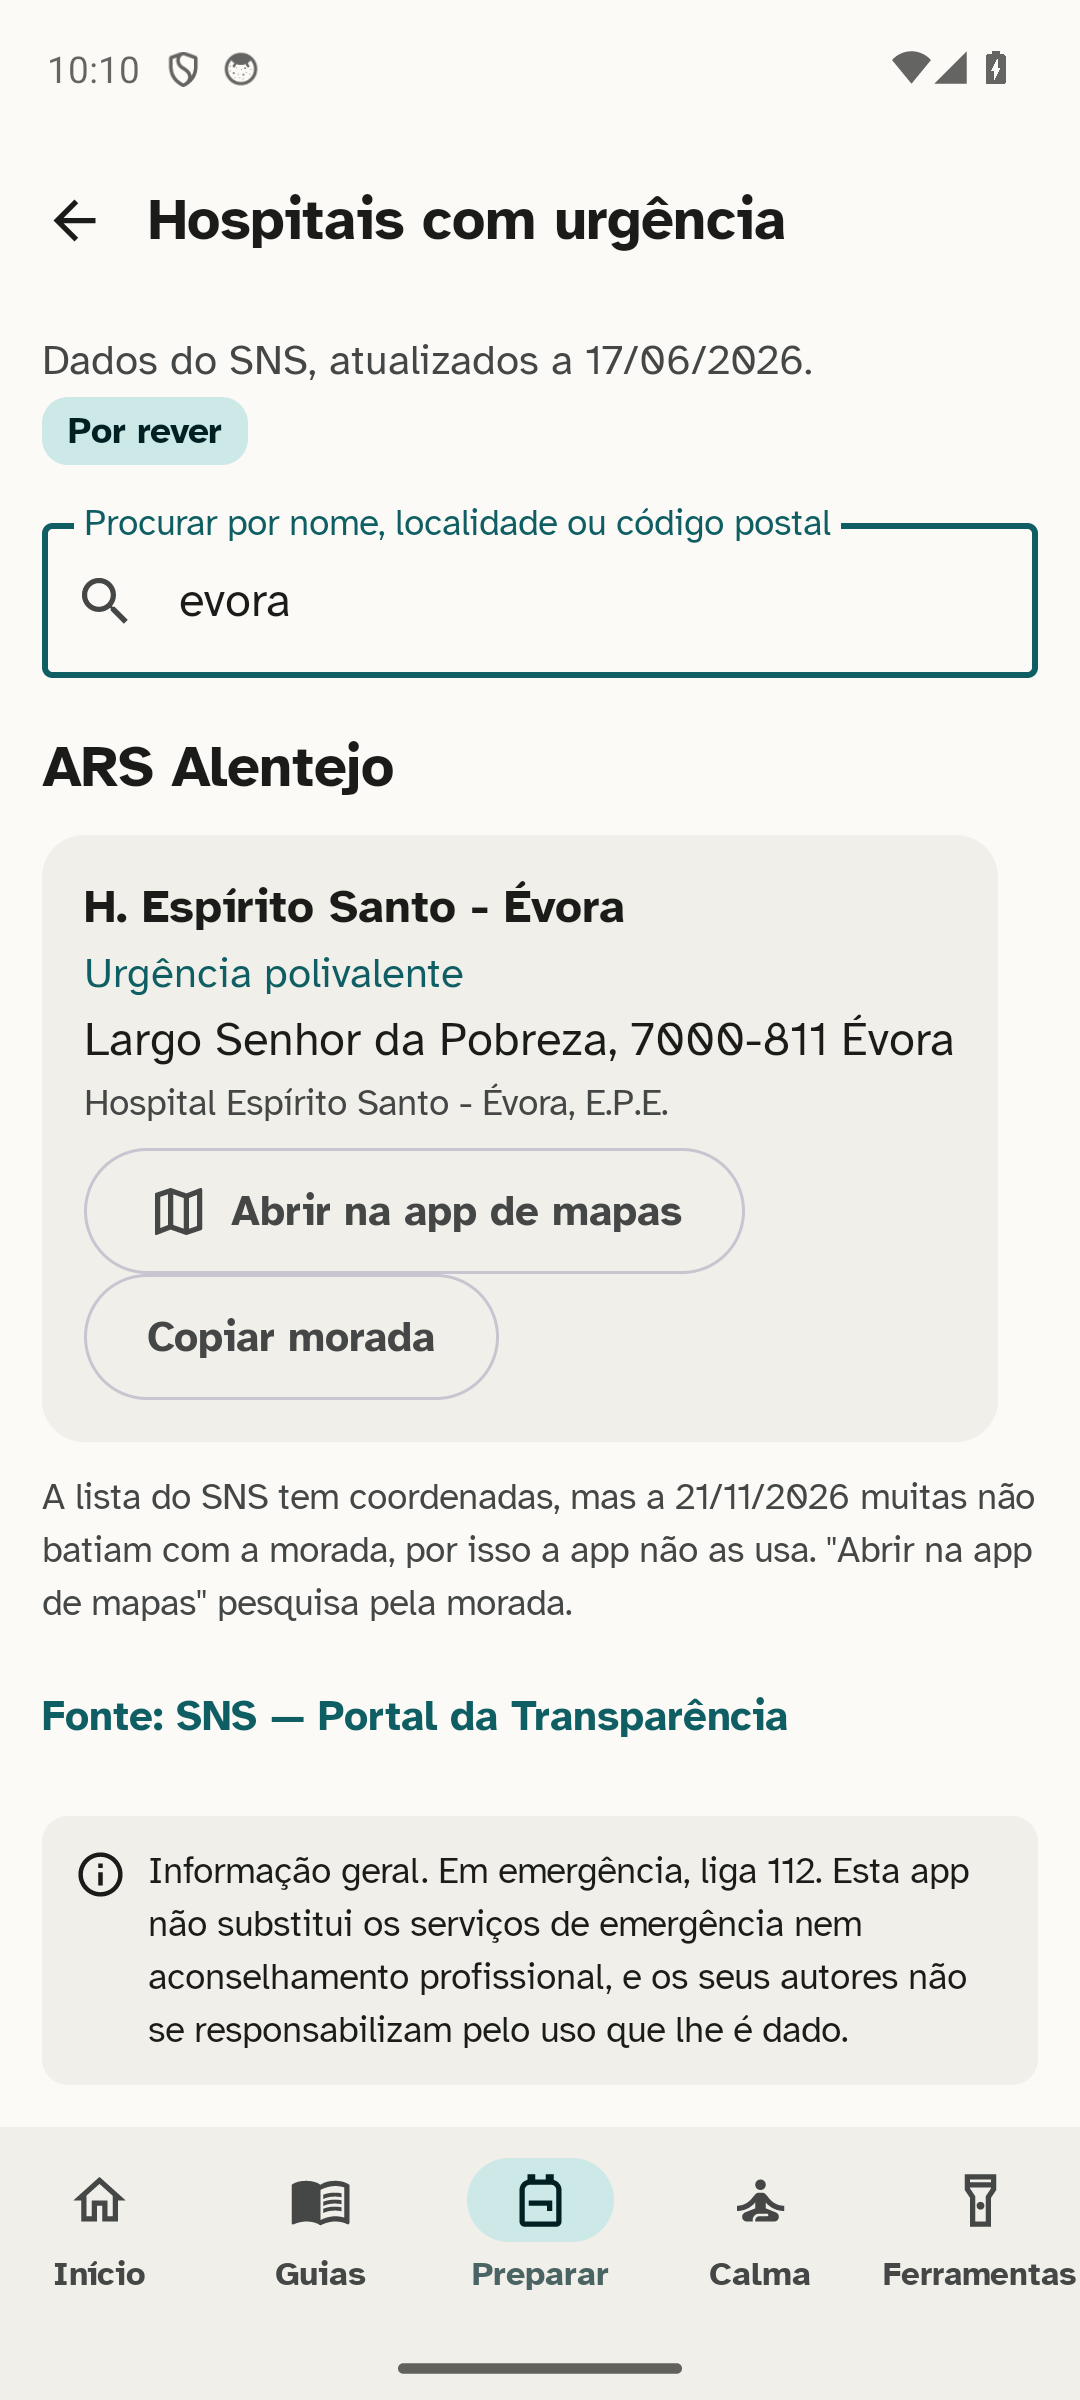 10:10
Hospitais com urgência
Dados do SNS, atualizados a 17/06/2026.
Por rever
Procurar por nome, localidade ou código postal
evora
ARS Alentejo
H. Espírito Santo - Évora
Urgência polivalente
Largo Senhor da Pobreza, 7000-811 Évora
Hospital Espírito Santo - Évora, E.P.E.
Abrir na app de mapas
Copiar morada
A lista do SNS tem coordenadas, mas a 21/11/2026 muitas não
batiam com a morada, por isso a app não as usa. "Abrir na app
de mapas" pesquisa pela morada.
Fonte: SNS — Portal da Transparência
Informação geral. Em emergência, liga 112. Esta app
não substitui os serviços de emergência nem
aconselhamento profissional, e os seus autores não
se responsabilizam pelo uso que lhe é dado.
Início
Guias
Preparar
Calma
Ferramentas